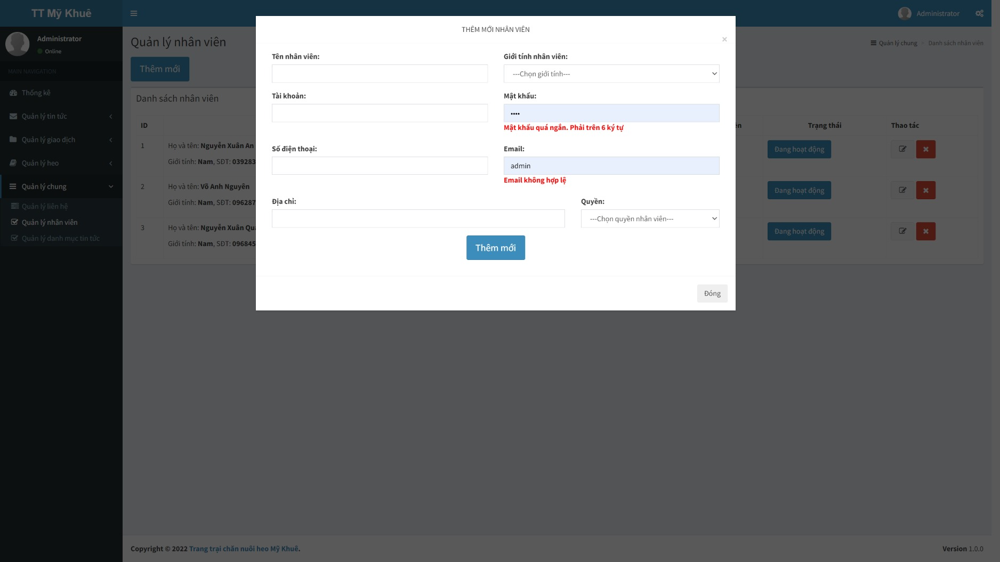 TT Mỹ Khuê
Administrator
Administrator
Online
MAIN NAVIGATION
Thống kê
Quản lý tin tức
Quản lý giao dịch
Quản lý heo
Quản lý chung
Quản lý liên hệ
Quản lý nhân viên
Quản lý danh mục tin tức
Quản lý nhân viên
Quản lý chung > Danh sách nhân viên
Thêm mới
Danh sách nhân viên
ID
Trạng thái
Thao tác
1
Họ và tên: Nguyễn Xuân An
Giới tính: Nam, SĐT: 039283
Đang hoạt động
2
Họ và tên: Võ Anh Nguyên
Giới tính: Nam, SĐT: 096287
Đang hoạt động
3
Họ và tên: Nguyễn Xuân Qu
Giới tính: Nam, SĐT: 096845
Đang hoạt động
THÊM MỚI NHÂN VIÊN
×
Tên nhân viên:
Giới tính nhân viên:
---Chọn giới tính---
Tài khoản:
Mật khẩu:
••••
Mật khẩu quá ngắn. Phải trên 6 ký tự
Số điện thoại:
Email:
admin
Email không hợp lệ
Địa chỉ:
Quyền:
---Chọn quyền nhân viên---
Thêm mới
Đóng
Copyright © 2022 Trang trại chăn nuôi heo Mỹ Khuê.
Version 1.0.0